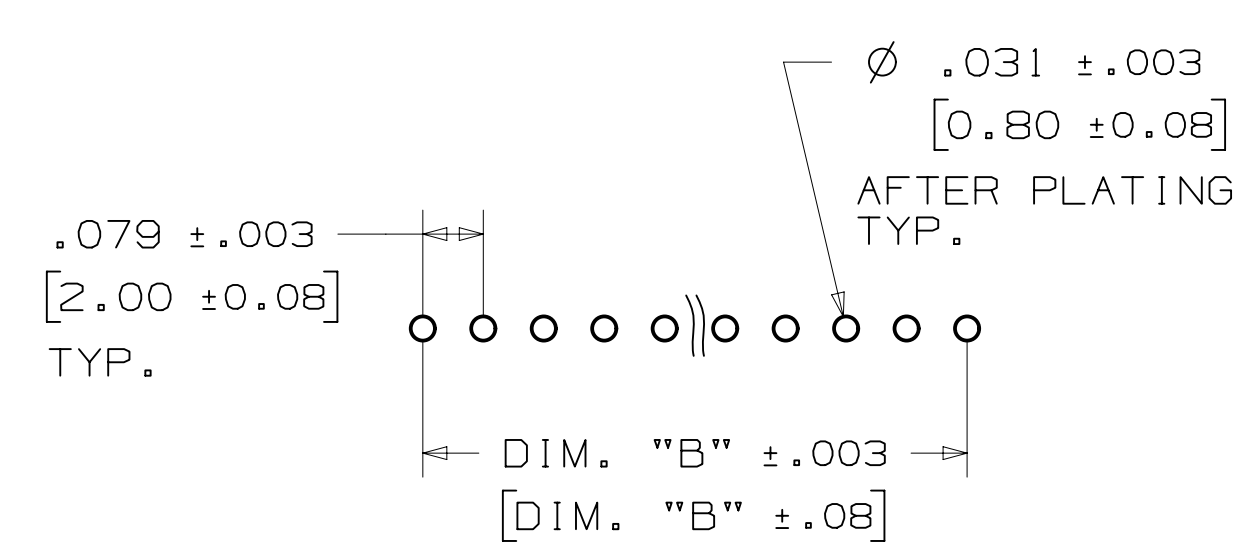 Ø .031 ±.003
[0.80 ±0.08]
AFTER PLATING
TYP.
.079 ±.003
[2.00 ±0.08]
TYP.
DIM. "B" ±.003
[DIM. "B" ±.08]